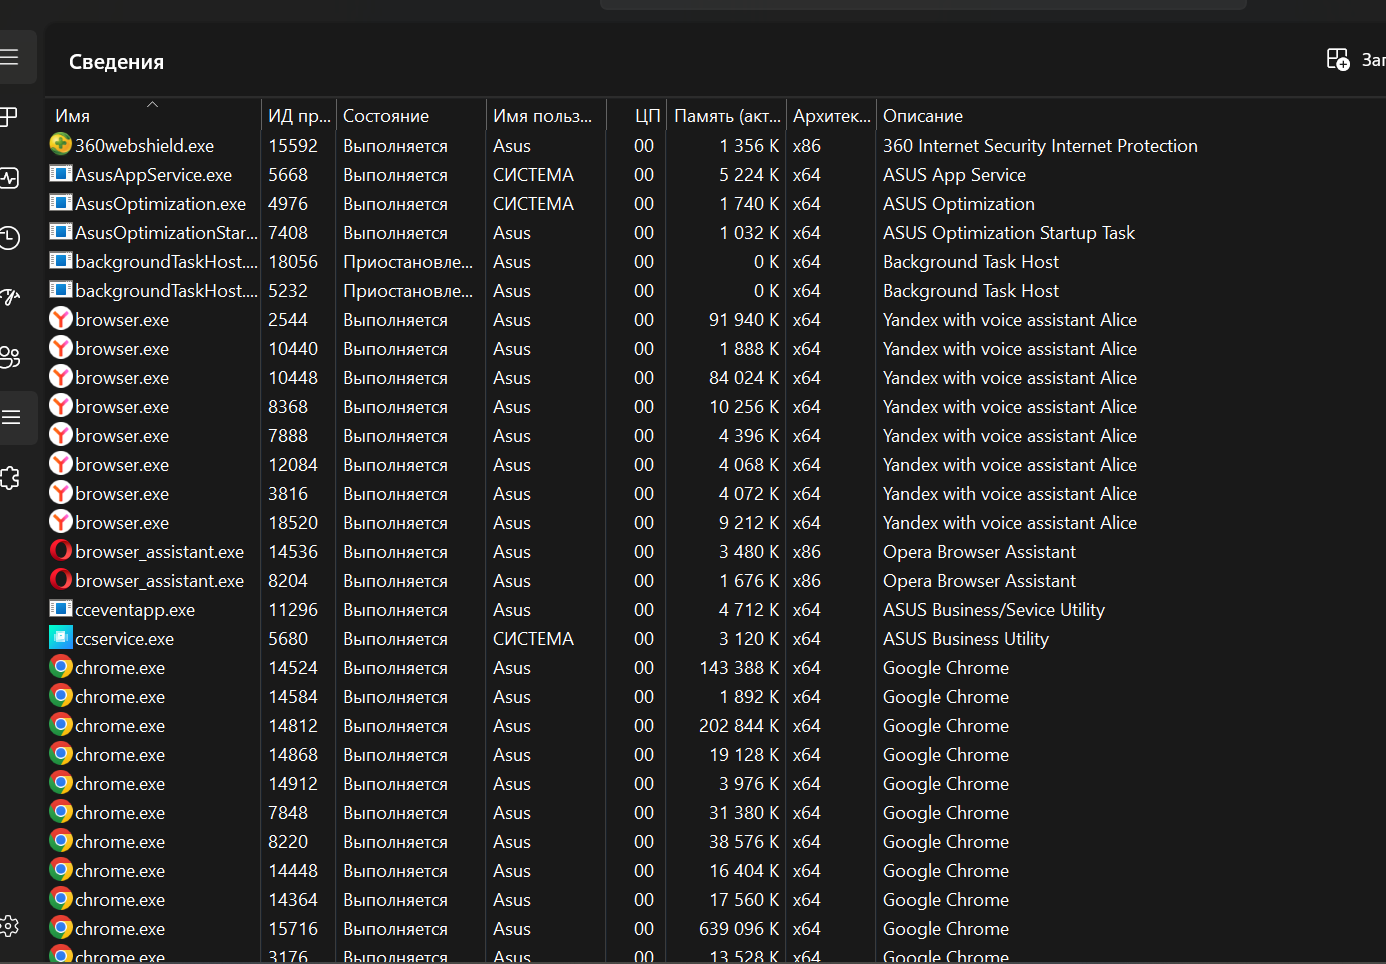 Сведения
Имя ИД пр... Состояние Имя польз... ЦП Память (акт... Архитек... Описание
360webshield.exe 15592 Выполняется Asus 00 1 356 K x86 360 Internet Security Internet Protection
AsusAppService.exe 5668 Выполняется СИСТЕМА 00 5 224 K x64 ASUS App Service
AsusOptimization.exe 4976 Выполняется СИСТЕМА 00 1 740 K x64 ASUS Optimization
AsusOptimizationStar... 7408 Выполняется Asus 00 1 032 K x64 ASUS Optimization Startup Task
backgroundTaskHost.... 18056 Приостановле... Asus 00 0 K x64 Background Task Host
backgroundTaskHost.... 5232 Приостановле... Asus 00 0 K x64 Background Task Host
browser.exe 2544 Выполняется Asus 00 91 940 K x64 Yandex with voice assistant Alice
browser.exe 10440 Выполняется Asus 00 1 888 K x64 Yandex with voice assistant Alice
browser.exe 10448 Выполняется Asus 00 84 024 K x64 Yandex with voice assistant Alice
browser.exe 8368 Выполняется Asus 00 10 256 K x64 Yandex with voice assistant Alice
browser.exe 7888 Выполняется Asus 00 4 396 K x64 Yandex with voice assistant Alice
browser.exe 12084 Выполняется Asus 00 4 068 K x64 Yandex with voice assistant Alice
browser.exe 3816 Выполняется Asus 00 4 072 K x64 Yandex with voice assistant Alice
browser.exe 18520 Выполняется Asus 00 9 212 K x64 Yandex with voice assistant Alice
browser_assistant.exe 14536 Выполняется Asus 00 3 480 K x86 Opera Browser Assistant
browser_assistant.exe 8204 Выполняется Asus 00 1 676 K x86 Opera Browser Assistant
cceventapp.exe 11296 Выполняется Asus 00 4 712 K x64 ASUS Business/Sevice Utility
ccservice.exe 5680 Выполняется СИСТЕМА 00 3 120 K x64 ASUS Business Utility
chrome.exe 14524 Выполняется Asus 00 143 388 K x64 Google Chrome
chrome.exe 14584 Выполняется Asus 00 1 892 K x64 Google Chrome
chrome.exe 14812 Выполняется Asus 00 202 844 K x64 Google Chrome
chrome.exe 14868 Выполняется Asus 00 19 128 K x64 Google Chrome
chrome.exe 14912 Выполняется Asus 00 3 976 K x64 Google Chrome
chrome.exe 7848 Выполняется Asus 00 31 380 K x64 Google Chrome
chrome.exe 8220 Выполняется Asus 00 38 576 K x64 Google Chrome
chrome.exe 14448 Выполняется Asus 00 16 404 K x64 Google Chrome
chrome.exe 14364 Выполняется Asus 00 17 560 K x64 Google Chrome
chrome.exe 15716 Выполняется Asus 00 639 096 K x64 Google Chrome
chrome.exe 3176 Выполняется Asus 00 13 528 K x64 Google Chrome